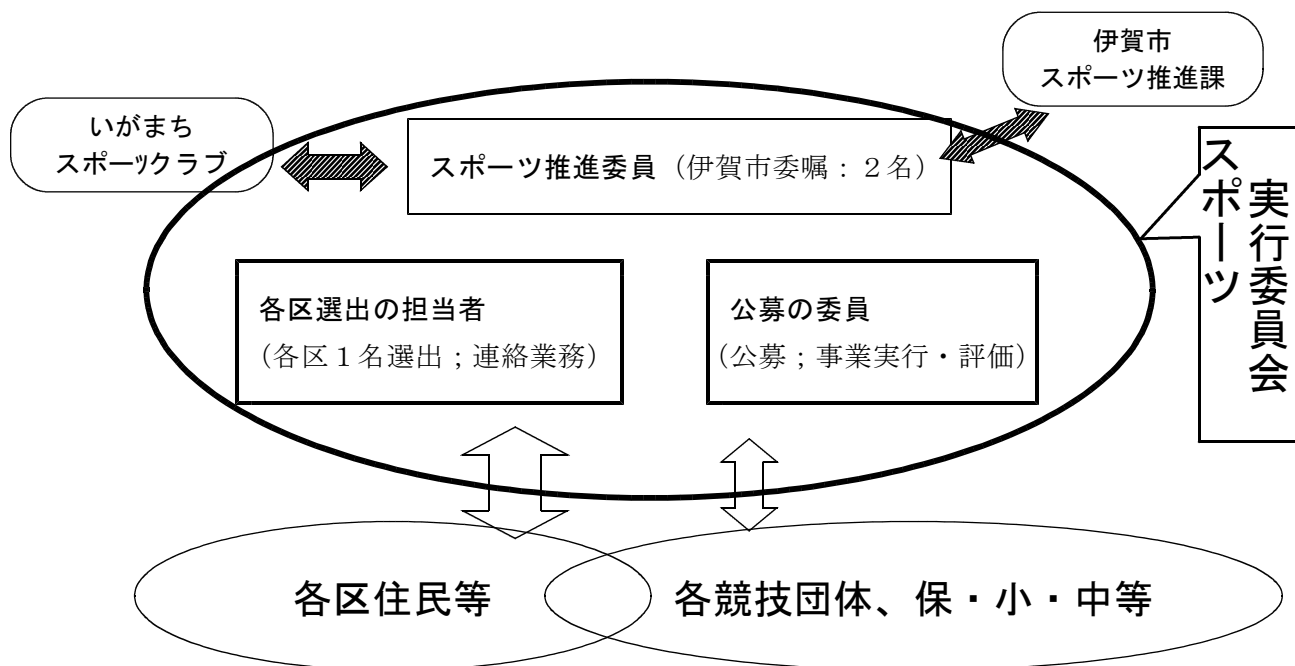 伊賀市
スポーツ推進課
いがまち
スポーツクラブ
スポーツ推進委員（伊賀市委嘱：２名）
スポーツ
実行委員会
各区選出の担当者
（各区１名選出；連絡業務）
公募の委員
（公募；事業実行・評価）
各区住民等
各競技団体、保・小・中等